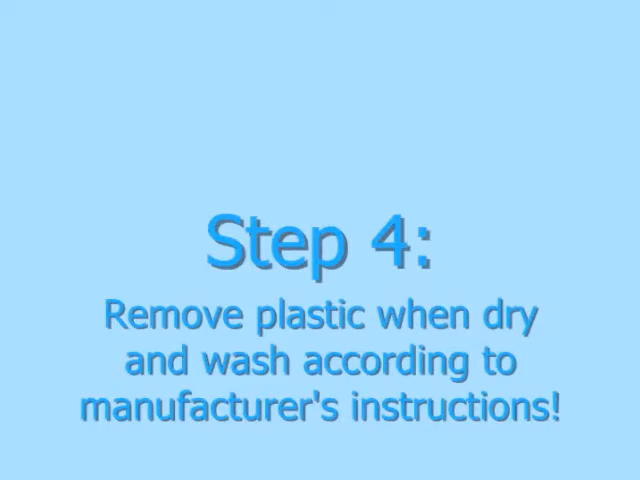 Step 4:
Remove plastic when dry
and wash according to
manufacturer's instructions!